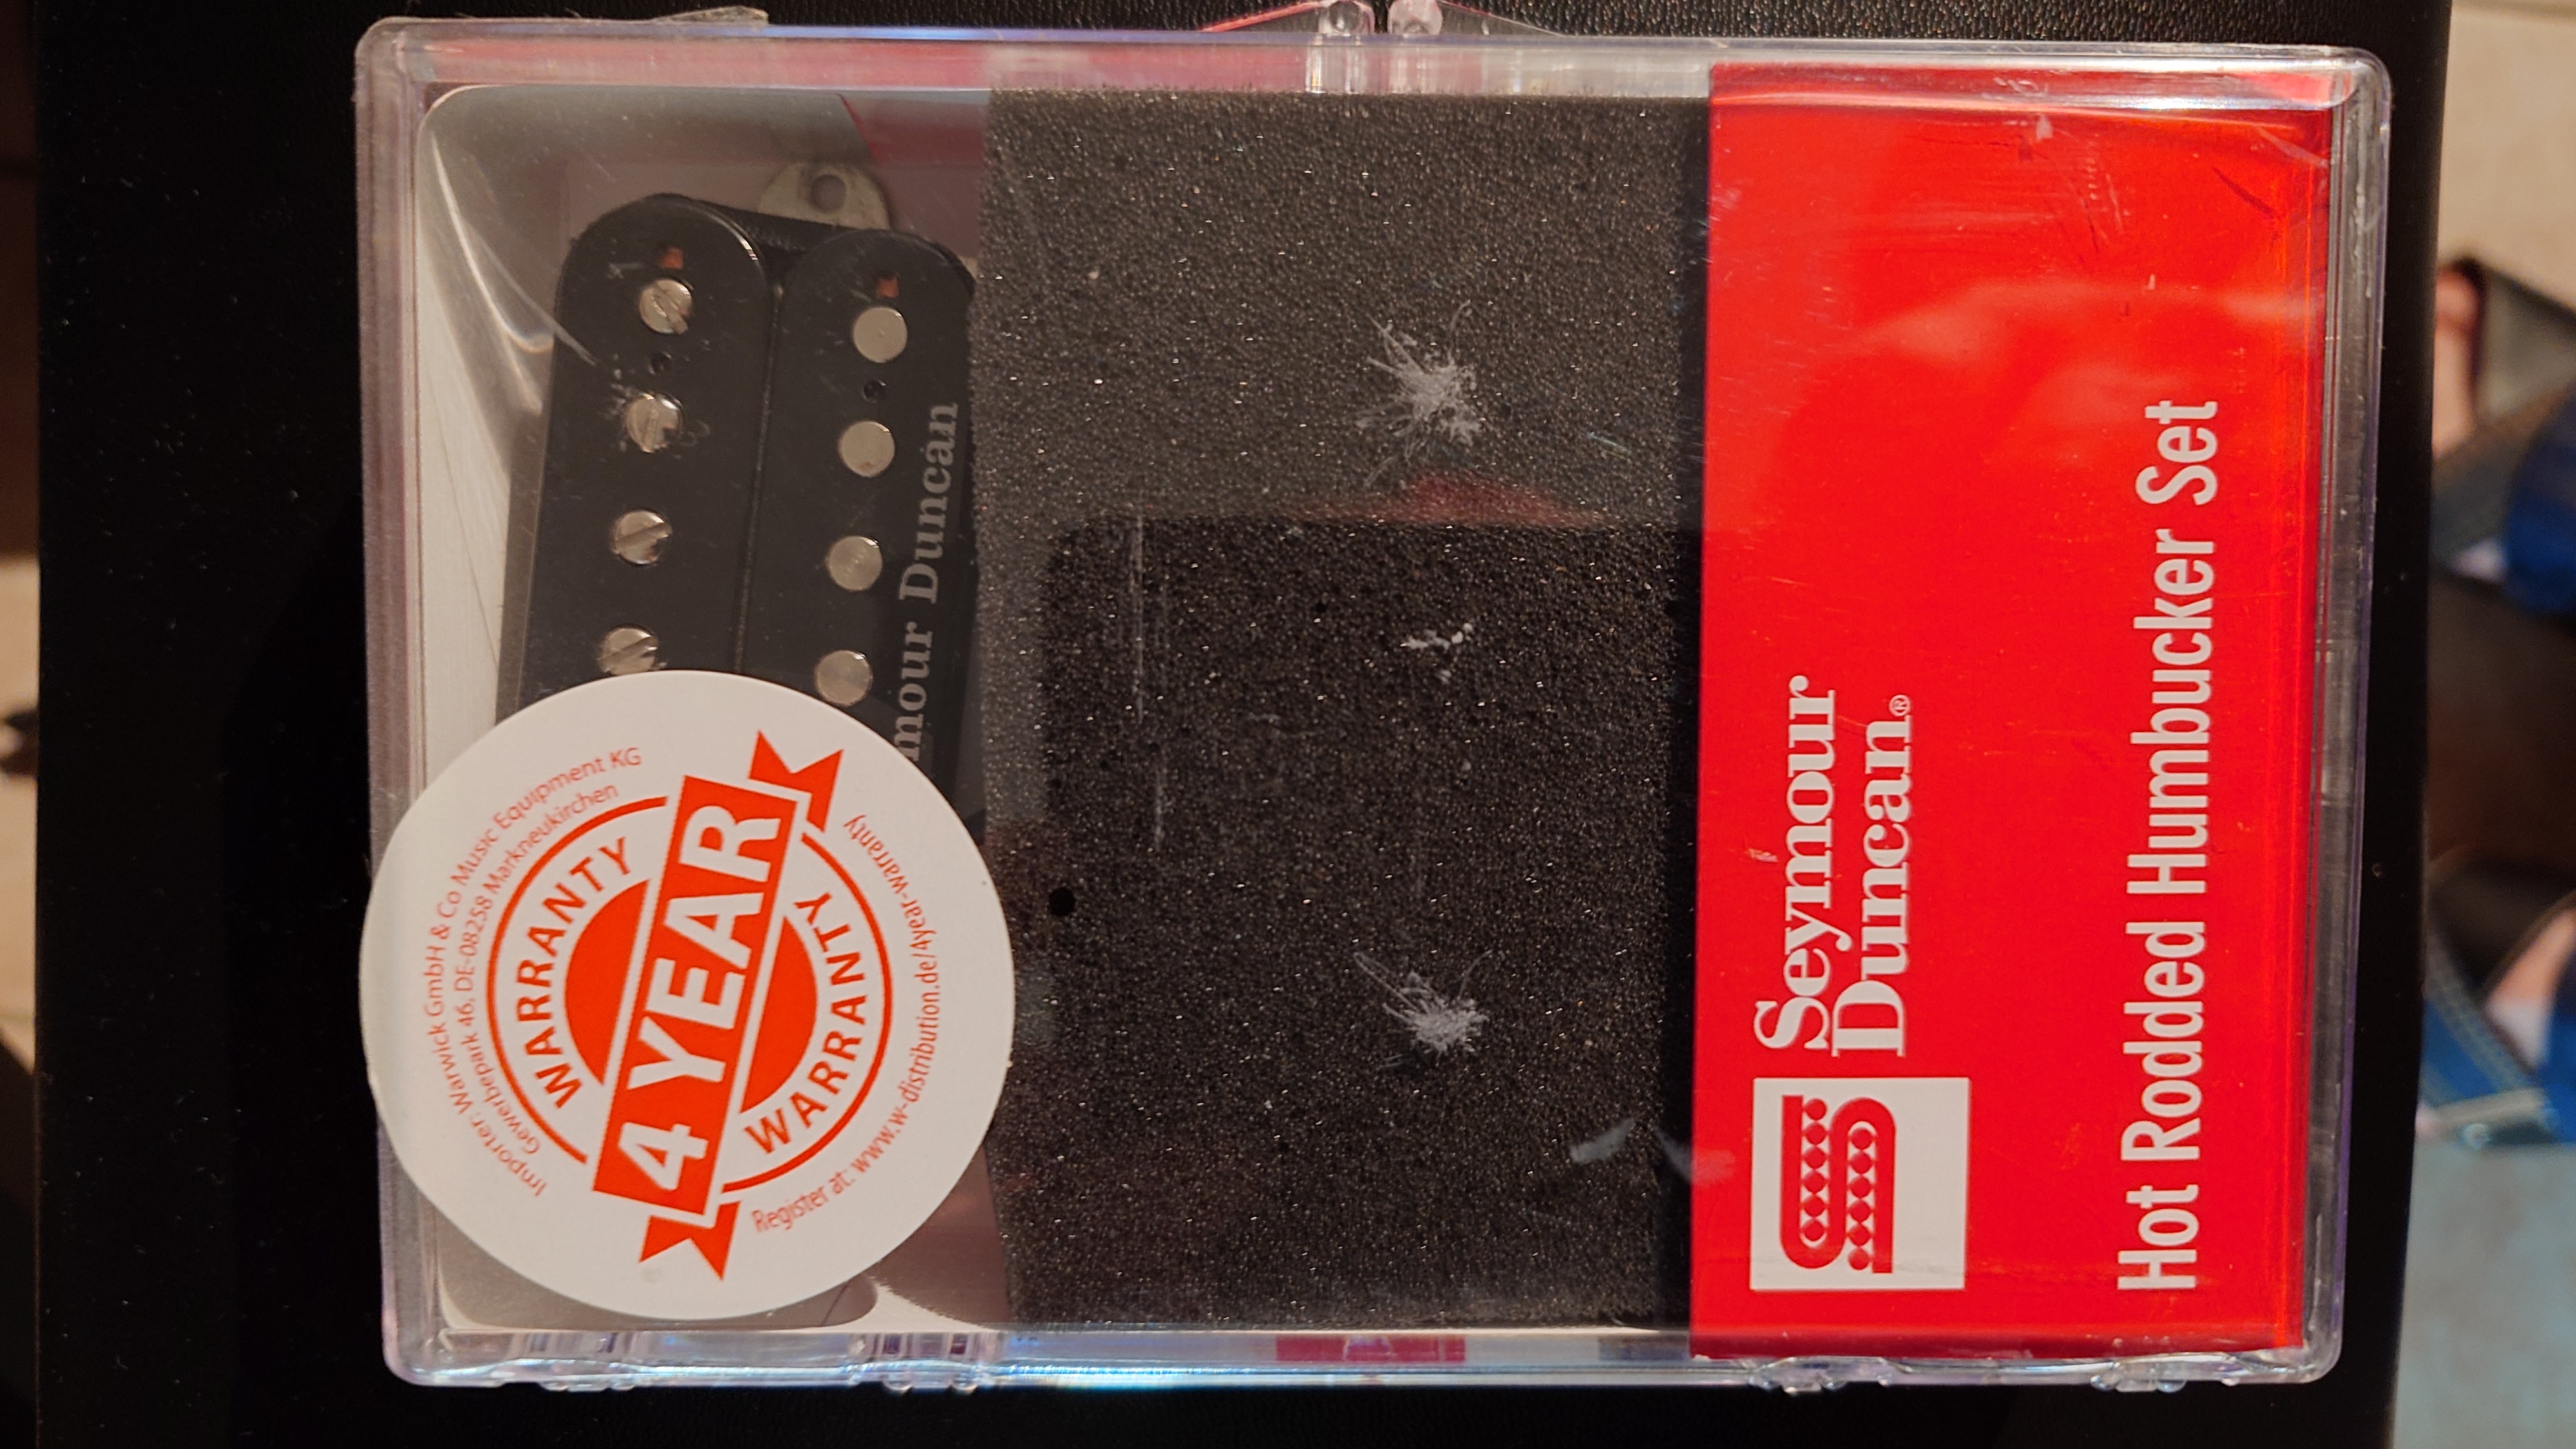 Seymour
Duncan®
Hot Rodded Humbucker Set
mour Duncan
Importer: Warwick GmbH & Co Music Equipment KG
Gewerbepark 46, DE-08258 Markneukirchen
WARRANTY
4 YEAR
WARRANTY
Register at: www.w-distribution.de/4year-warranty